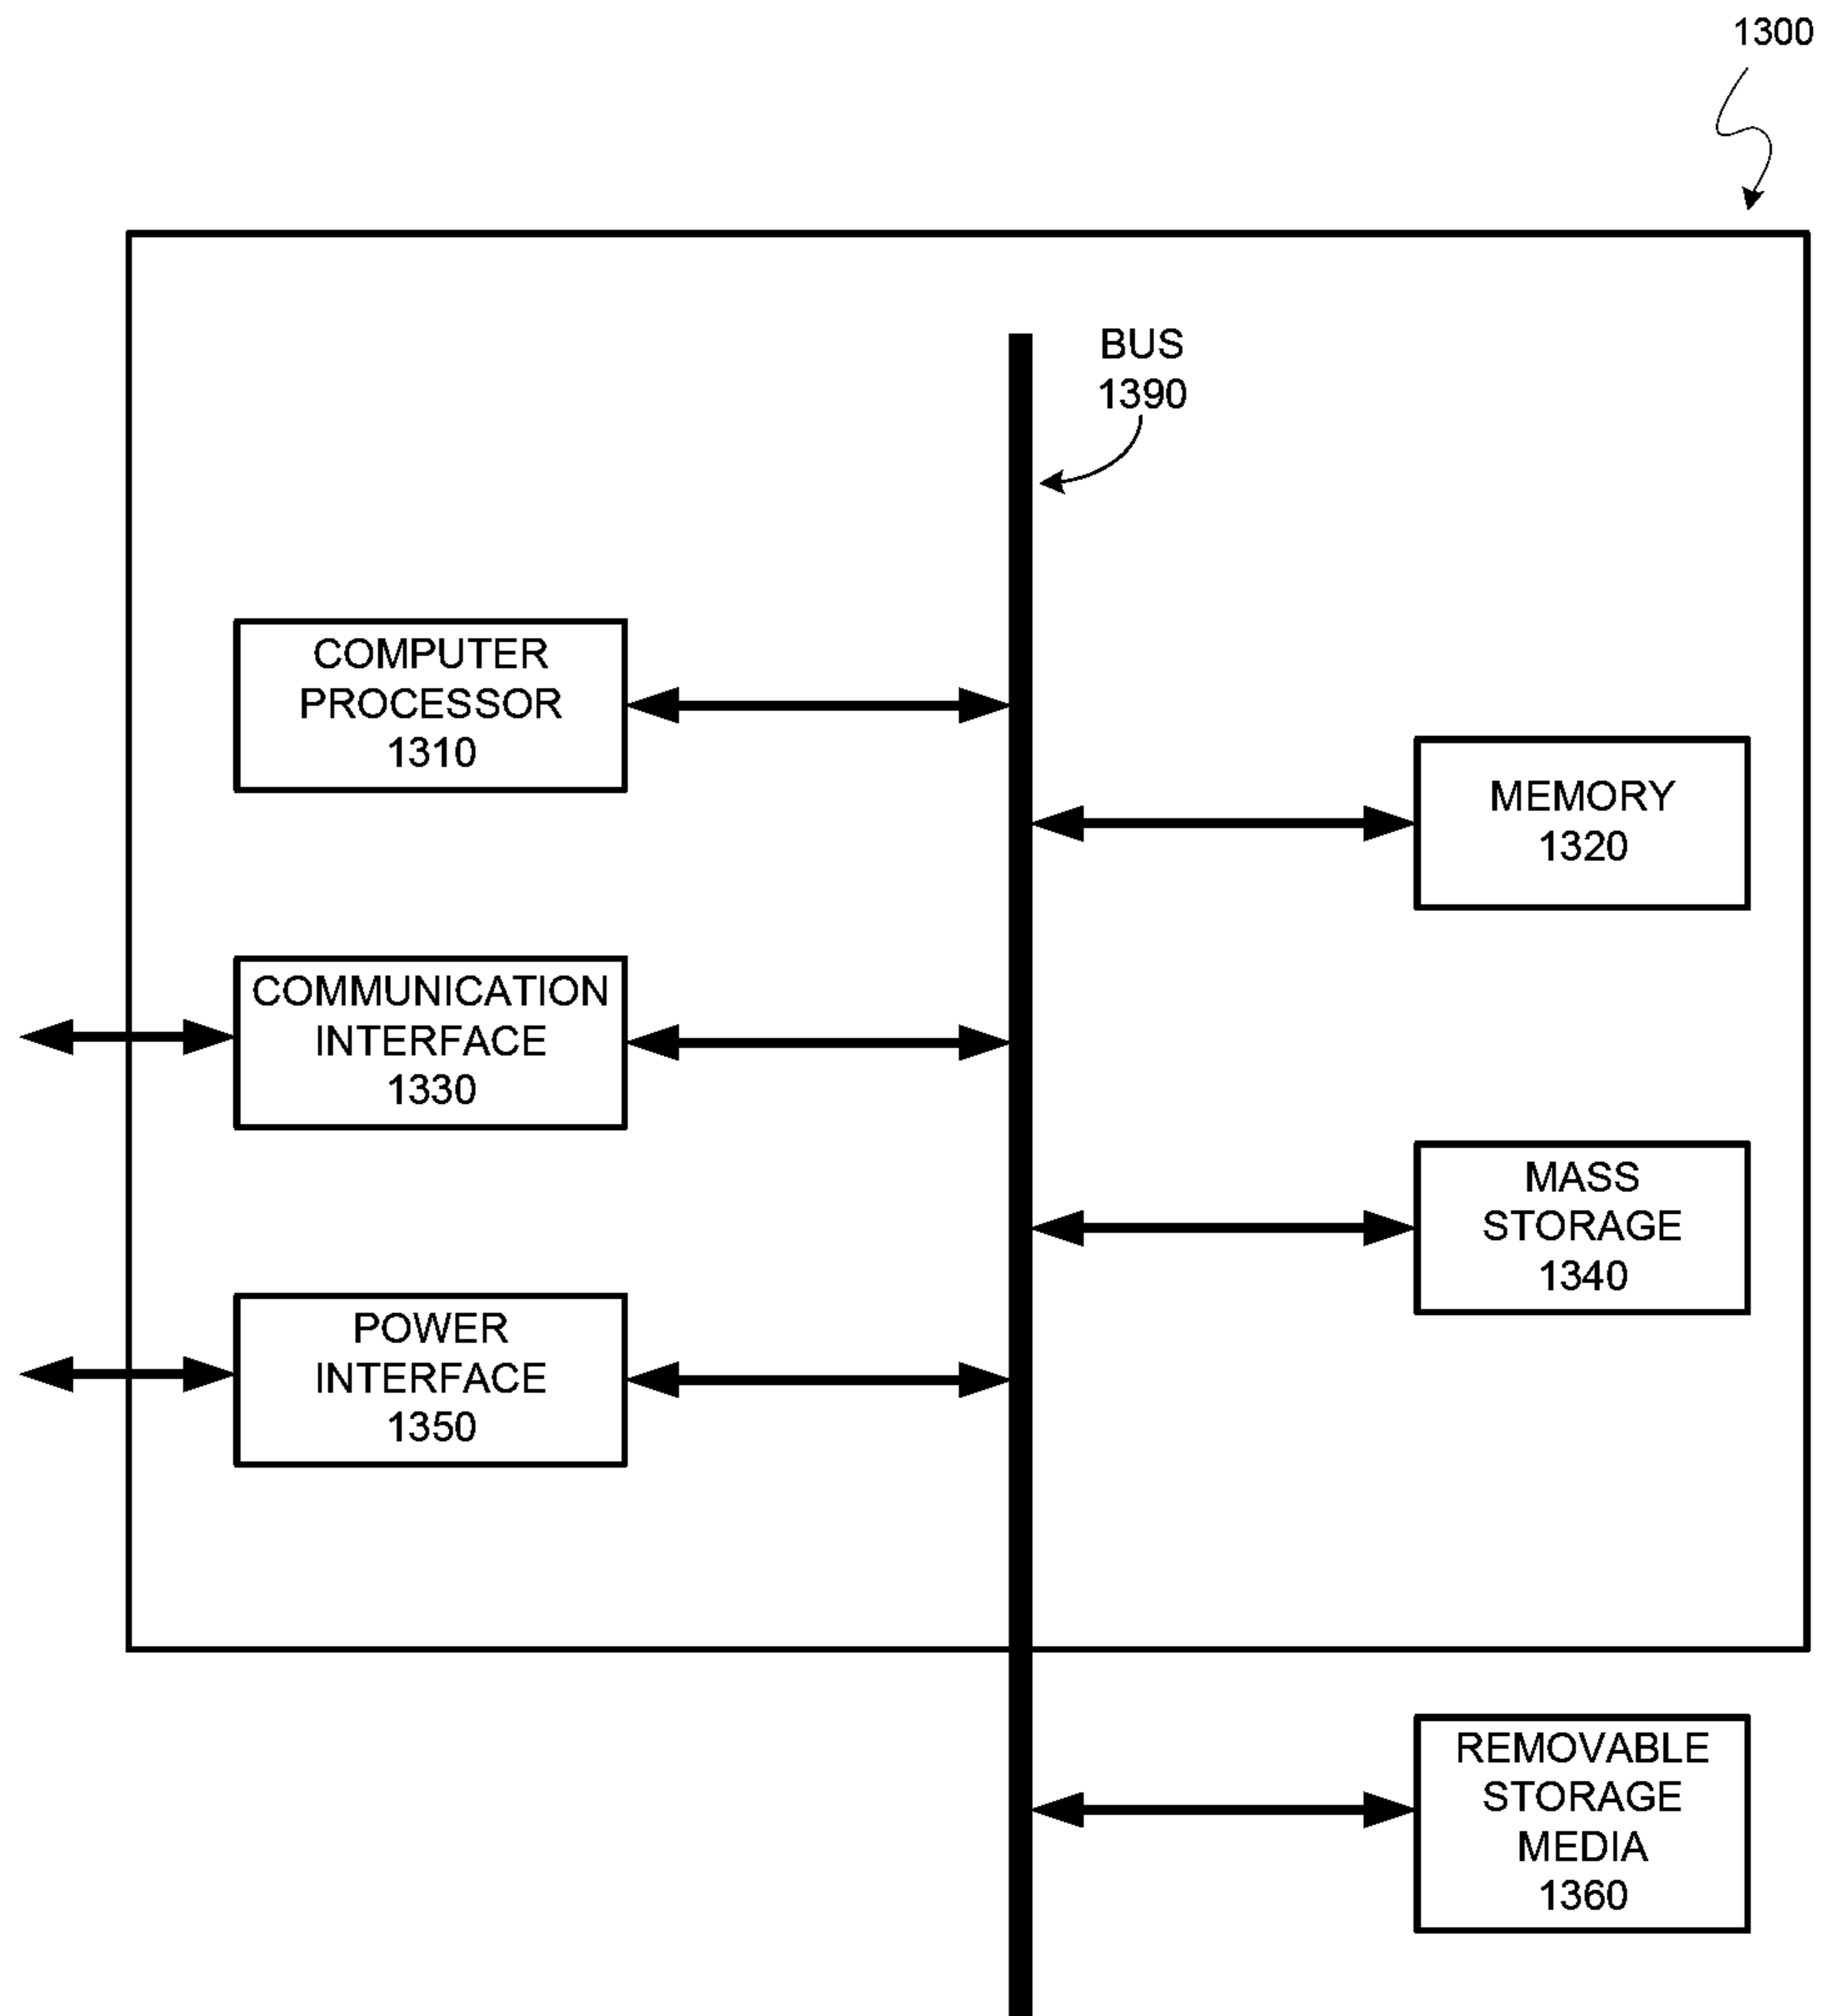 1300
BUS
1390
COMPUTER
PROCESSOR
1310
MEMORY
1320
COMMUNICATION
INTERFACE
1330
MASS
STORAGE
1340
POWER
INTERFACE
1350
REMOVABLE
STORAGE
MEDIA
1360